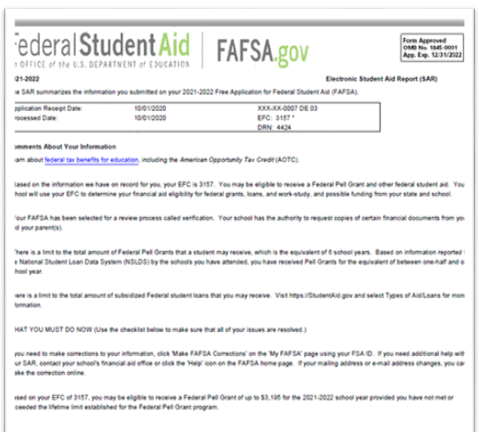 ederal Student Aid
FAFSA.gov
Form Approved
OMB No. 1845-0001
App. Exp. 12/31/2022
OFFICE of the U.S. DEPARTMENT of EDUCATION
21-2022
Electronic Student Aid Report (SAR)
e SAR summarizes the information you submitted on your 2021-2022 Free Application for Federal Student Aid (FAFSA).
pplication Receipt Date: 10/01/2020 XXX-XX-0007 DE 03
ocessed Date: 10/01/2020 EFC: 3157 *
DRN: 4424
omments About Your Information
arn about federal tax benefits for education, including the American Opportunity Tax Credit (AOTC).
ased on the information we have on record for you, your EFC is 3157. You may be eligible to receive a Federal Pell Grant and other federal student aid. You
hool will use your EFC to determine your financial aid eligibility for federal grants, loans, and work-study, and possible funding from your state and school.
our FAFSA has been selected for a review process called verification. Your school has the authority to request copies of certain financial documents from yo
d your parent(s).
here is a limit to the total amount of Federal Pell Grants that a student may receive, which is the equivalent of 6 school years. Based on information reported
e National Student Loan Data System (NSLDS) by the schools you have attended, you have received Pell Grants for the equivalent of between one-half and o
hool year.
ere is a limit to the total amount of subsidized Federal student loans that you may receive. Visit https://StudentAid.gov and select Types of Aid/Loans for mor
ormation.
HAT YOU MUST DO NOW (Use the checklist below to make sure that all of your issues are resolved.)
you need to make corrections to your information, click 'Make FAFSA Corrections' on the 'My FAFSA' page using your FSA ID. If you need additional help with
ur SAR, contact your school's financial aid office or click the 'Help' icon on the FAFSA home page. If your mailing address or e-mail address changes, you ca
ake the correction online.
sed on your EFC of 3157, you may be eligible to receive a Federal Pell Grant of up to $3,195 for the 2021-2022 school year provided you have not met or
ceeded the lifetime limit established for the Federal Pell Grant program.